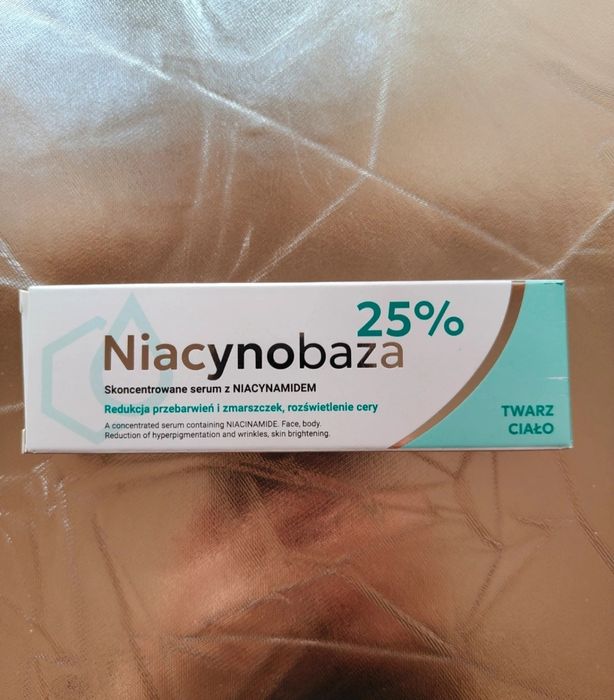 25%
Niacynobaza
Skoncentrowane serum z NIACYNAMIDEM
Redukcja przebarwień i zmarszczek, rozświetlenie cery
A concentrated serum containing NIACINAMIDE. Face, body.
Reduction of hyperpigmentation and wrinkles, skin brightening.
TWARZ
CIAŁO